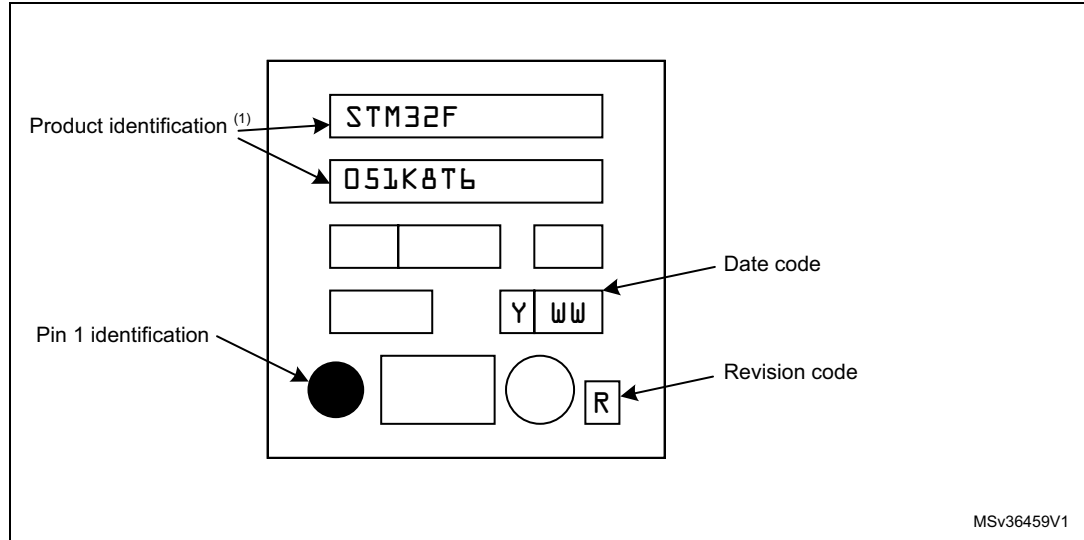 Product identification (1)
STM32F
051K8T6
Date code
Y WW
Pin 1 identification
Revision code
R
MSv36459V1